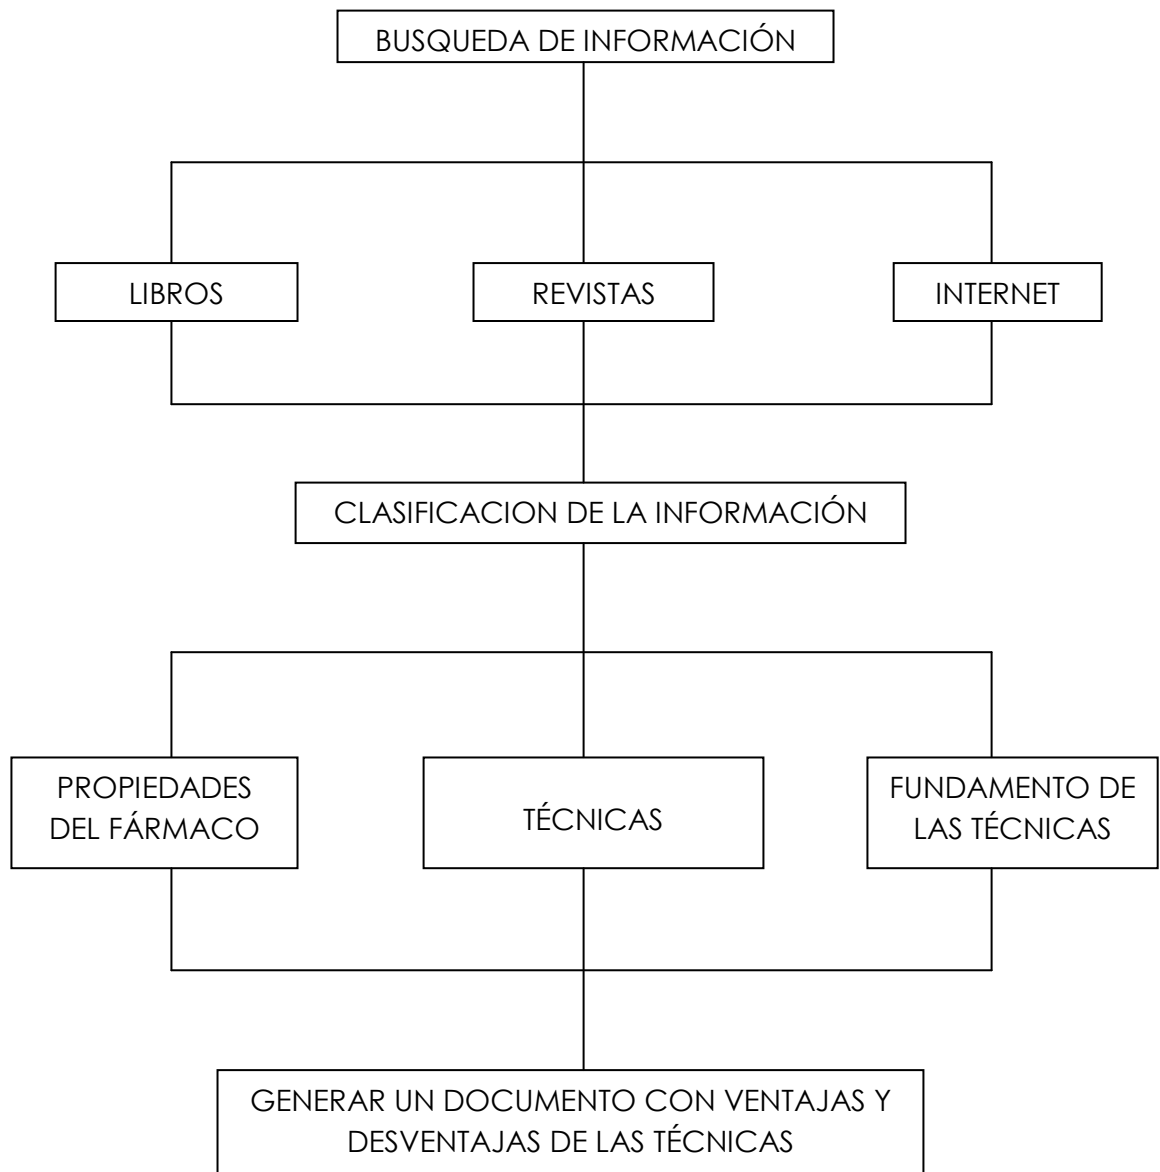 BUSQUEDA DE INFORMACIÓN
LIBROS
REVISTAS
INTERNET
CLASIFICACION DE LA INFORMACIÓN
PROPIEDADES
DEL FÁRMACO
TÉCNICAS
FUNDAMENTO DE
LAS TÉCNICAS
GENERAR UN DOCUMENTO CON VENTAJAS Y
DESVENTAJAS DE LAS TÉCNICAS